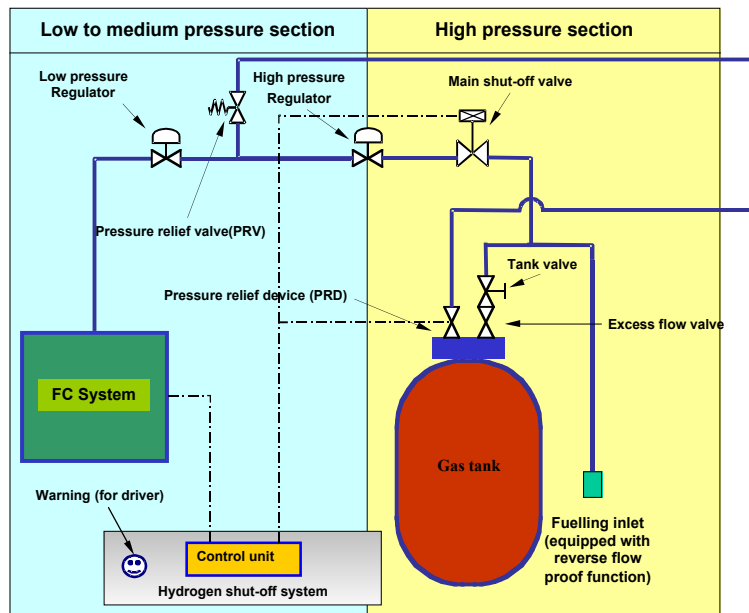 Low to medium pressure section
High pressure section
Low pressure
Regulator
High pressure
Regulator
Main shut-off valve
Pressure relief valve(PRV)
Tank valve
Pressure relief device (PRD)
Excess flow valve
FC System
Gas tank
Warning (for driver)
Control unit
Hydrogen shut-off system
Fuelling inlet
(equipped with
reverse flow
proof function)